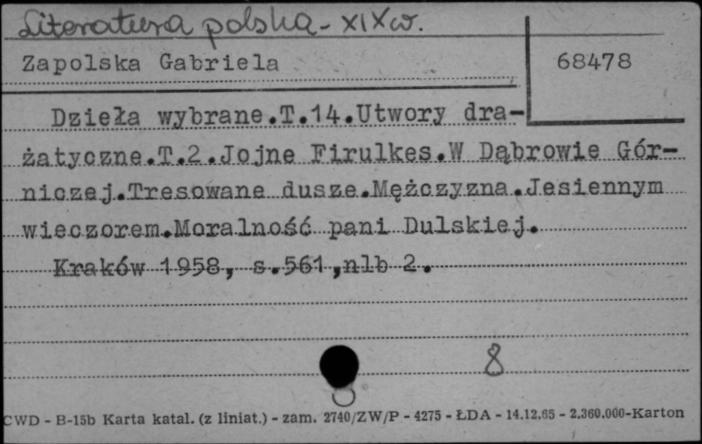 Literatura polska - XIX w.
Zapolska Gabriela
68478
Dzieła wybrane.T.14.Utwory dra-
żatyczne.T.2.Jojne Firulkes.W Dąbrowie Gór-
niczej.Tresowane dusze.Mężczyzna.Jesiennym
wieczorem.Moralność pani Dulskiej.
Kraków 1958, s.561,nlb 2.
8
CWD - B-15b Karta katal. (z liniat.) - zam. 2740/ZW/P - 4275 - ŁDA - 14.12.65 - 2.360.000-Karton